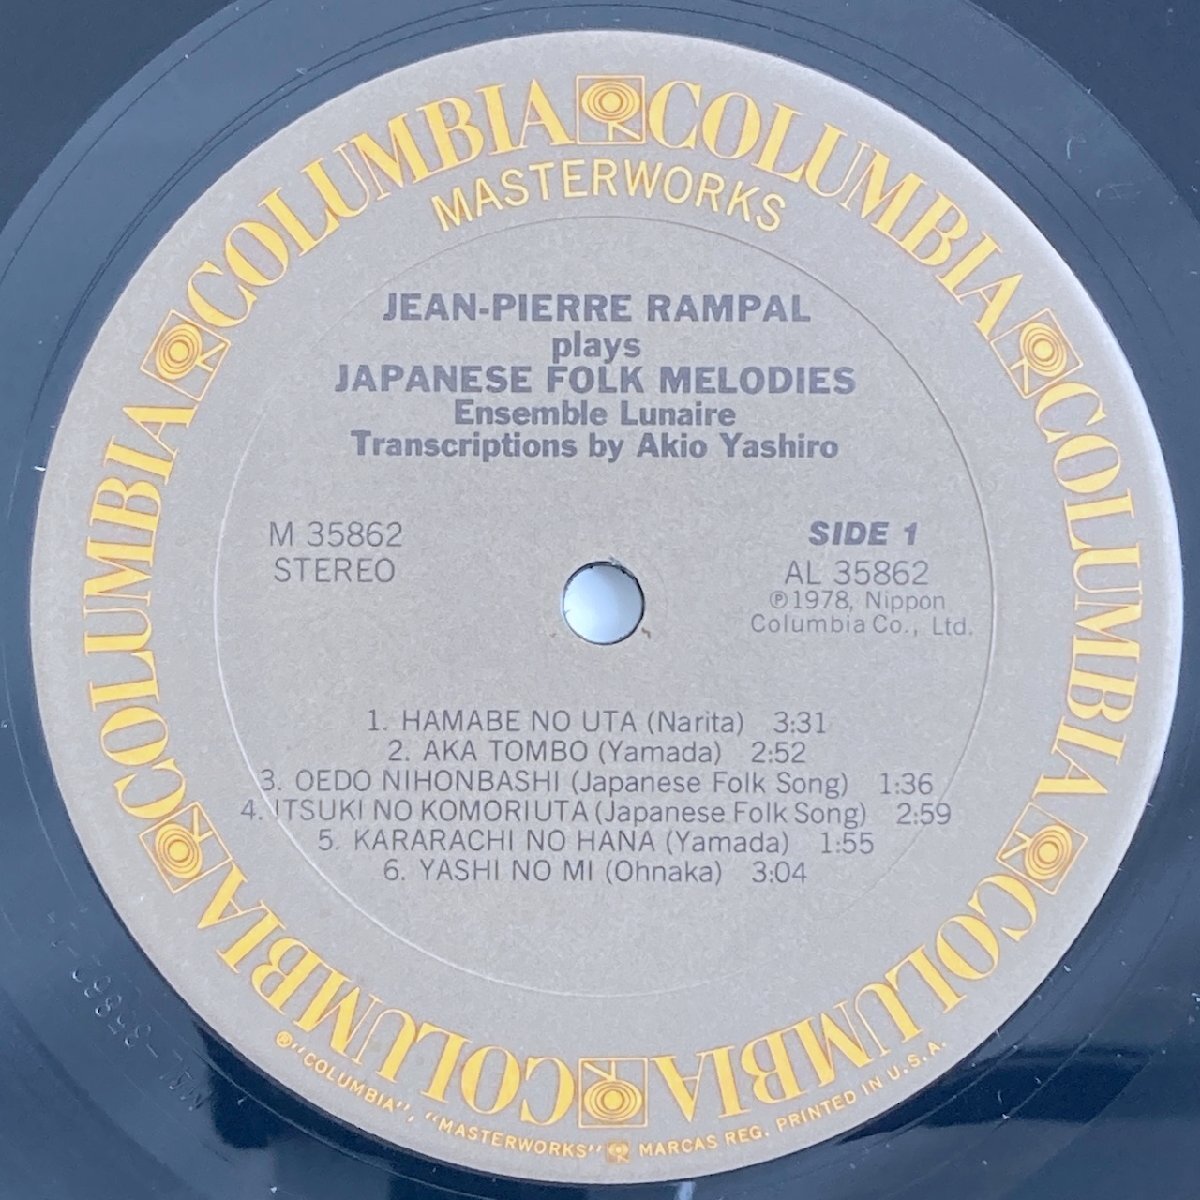 COLUMBIA COLUMBIA COLUMBIA COLUMBIA COLUMBIA COLUMBIA
MASTERWORKS
JEAN-PIERRE RAMPAL
plays
JAPANESE FOLK MELODIES
Ensemble Lunaire
Transcriptions by Akio Yashiro
M 35862
STEREO
SIDE 1
AL 35862
℗1978, Nippon
Columbia Co., Ltd.
1. HAMABE NO UTA (Narita) 3:31
2. AKA TOMBO (Yamada) 2:52
3. OEDO NIHONBASHI (Japanese Folk Song) 1:36
4. ITSUKI NO KOMORIUTA (Japanese Folk Song) 2:59
5. KARARACHI NO HANA (Yamada) 1:55
6. YASHI NO MI (Ohnaka) 3:04
®"COLUMBIA", "MASTERWORKS" MARCAS REG. PRINTED IN U.S.A.